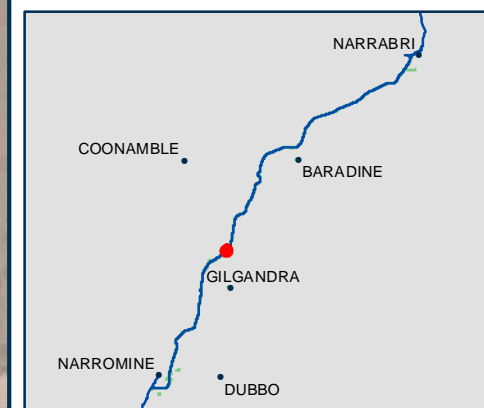 NARRABRI
COONAMBLE
BARADINE
GILGANDRA
NARROMINE
DUBBO